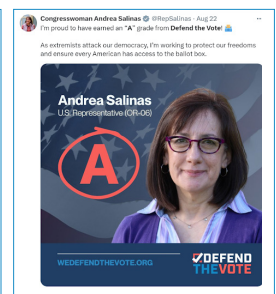 Congresswoman Andrea Salinas @RepSalinas · Aug 22 ...
I'm proud to have earned an "A" grade from Defend the Vote!
As extremists attack our democracy, I'm working to protect our freedoms
and ensure every American has access to the ballot box.
Andrea Salinas
U.S. Representative (OR-06)
A
WEDEFENDTHEVOTE.ORG
DEFEND
THEVOTE